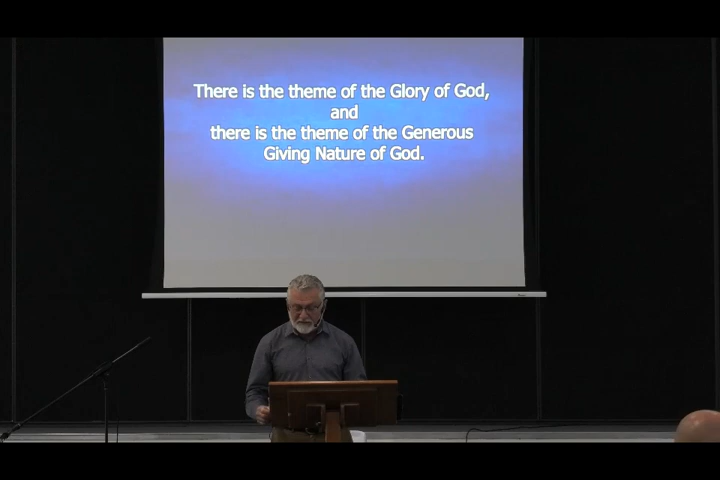 There is the theme of the Glory of God,
and
there is the theme of the Generous
Giving Nature of God.